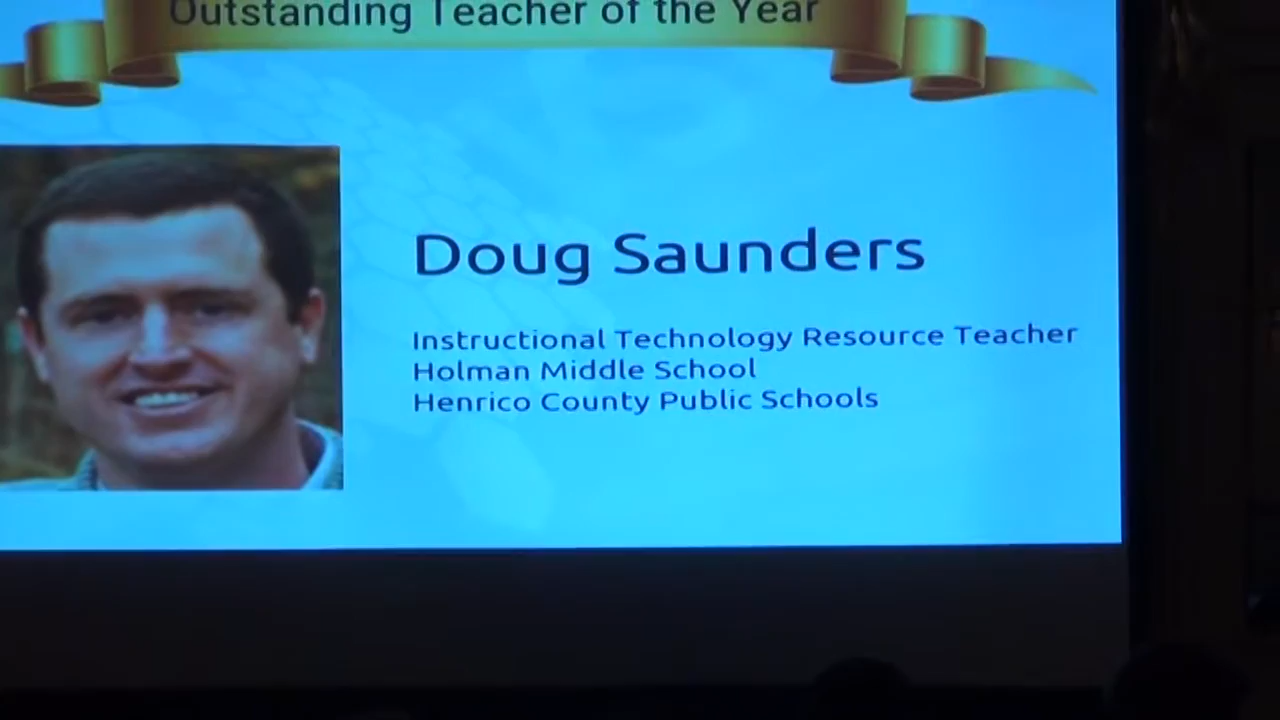 Outstanding Teacher of the Year
Doug Saunders
Instructional Technology Resource Teacher
Holman Middle School
Henrico County Public Schools